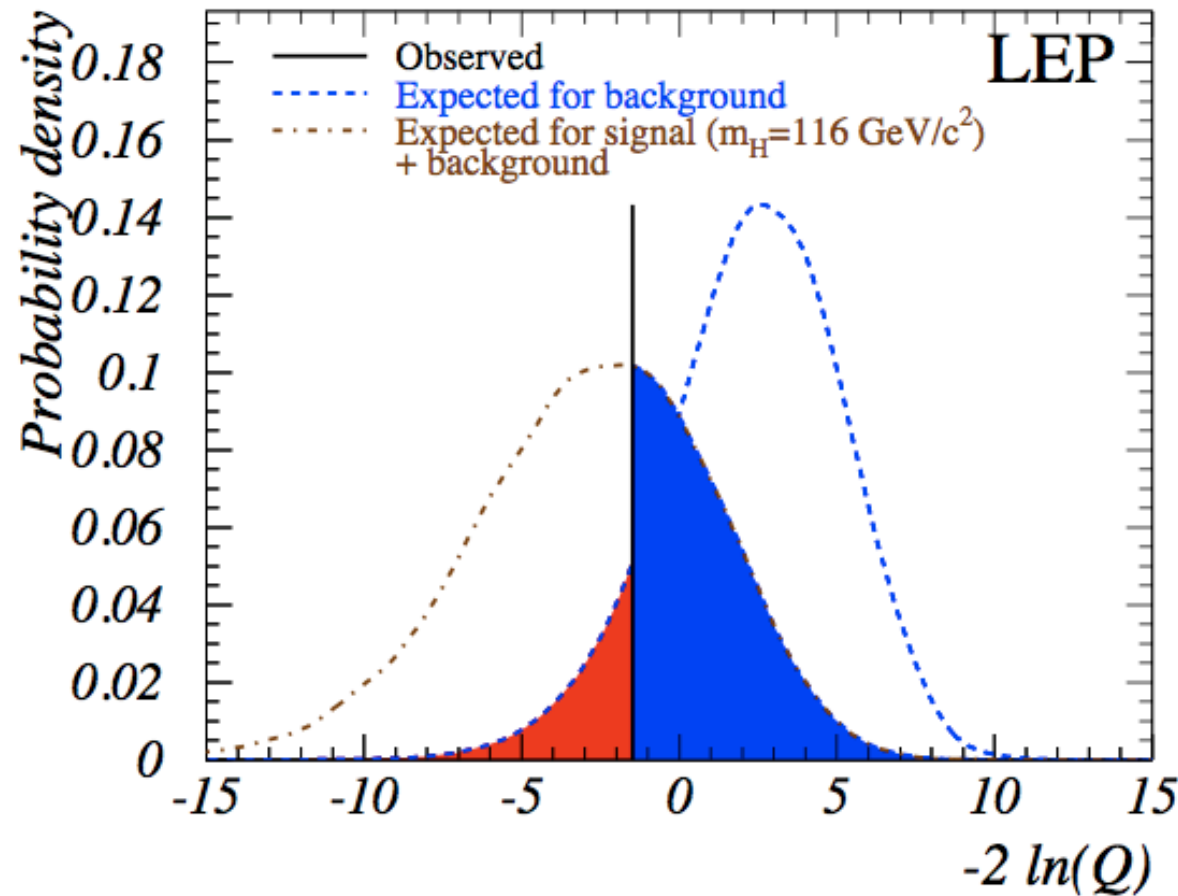 LEP
Observed
Expected for background
Expected for signal (m_H=116 GeV/c²)
+ background
Probability density
0.18
0.16
0.14
0.12
0.1
0.08
0.06
0.04
0.02
0
-15 -10 -5 0 5 10 15
-2 ln(Q)